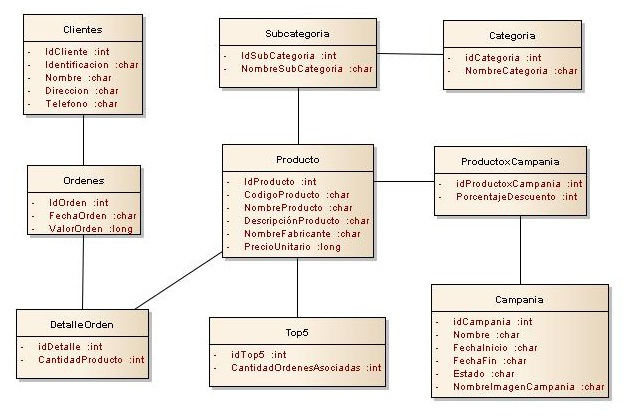 Clientes
- IdCliente :int
- Identificacion :char
- Nombre :char
- Direccion :char
- Telefono :char
Subcategoria
- IdSubCategoria :int
- NombreSubCategoria :char
Categoria
- idCategoria :int
- NombreCategoria :char
Ordenes
- IdOrden :int
- FechaOrden :char
- ValorOrden :long
Producto
- IdProducto :int
- CodigoProducto :char
- NombreProducto :char
- DescripciónProducto :char
- NombreFabricante :char
- PrecioUnitario :long
ProductoxCampania
- idProductoxCampania :int
- PorcentajeDescuento :int
DetalleOrden
- idDetalle :int
- CantidadProducto :int
Top5
- idTop5 :int
- CantidadOrdenesAsociadas :int
Campania
- idCampania :int
- Nombre :char
- FechaInicio :char
- FechaFin :char
- Estado :char
- NombreImagenCampania :char